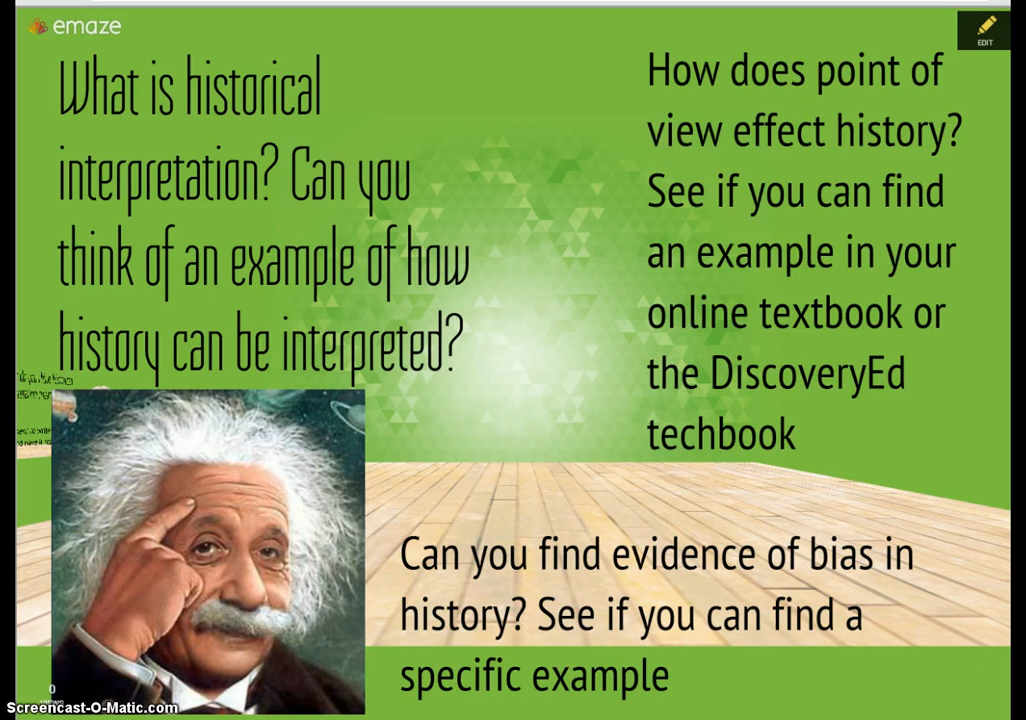 emaze
EDIT
What is historical
interpretation? Can you
think of an example of how
history can be interpreted?
How does point of
view effect history?
See if you can find
an example in your
online textbook or
the DiscoveryEd
techbook
Can you find evidence of bias in
history? See if you can find a
specific example
0
Screencast-O-Matic.com